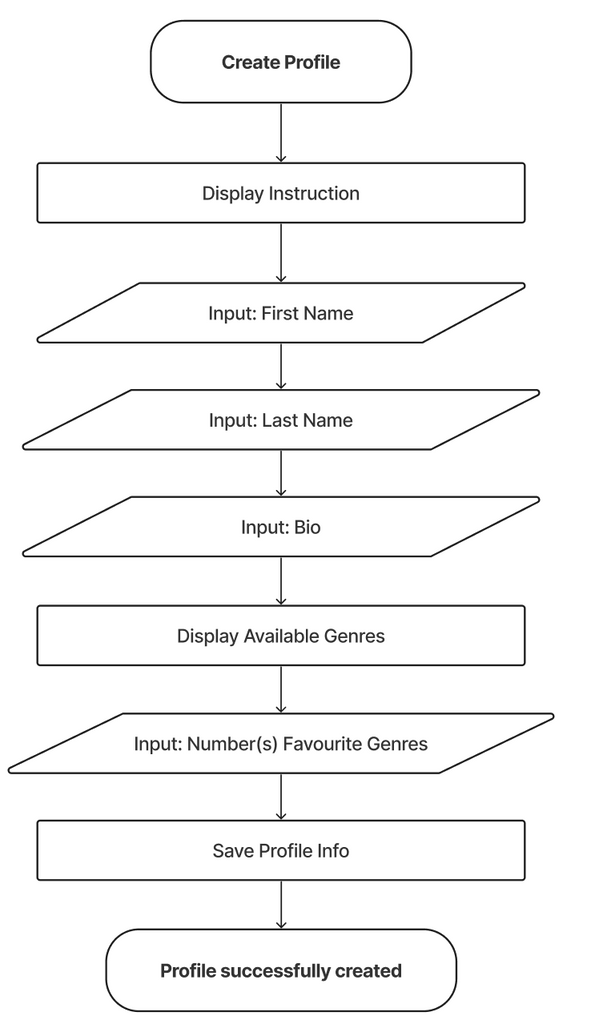 Create Profile
Display Instruction
Input: First Name
Input: Last Name
Input: Bio
Display Available Genres
Input: Number(s) Favourite Genres
Save Profile Info
Profile successfully created